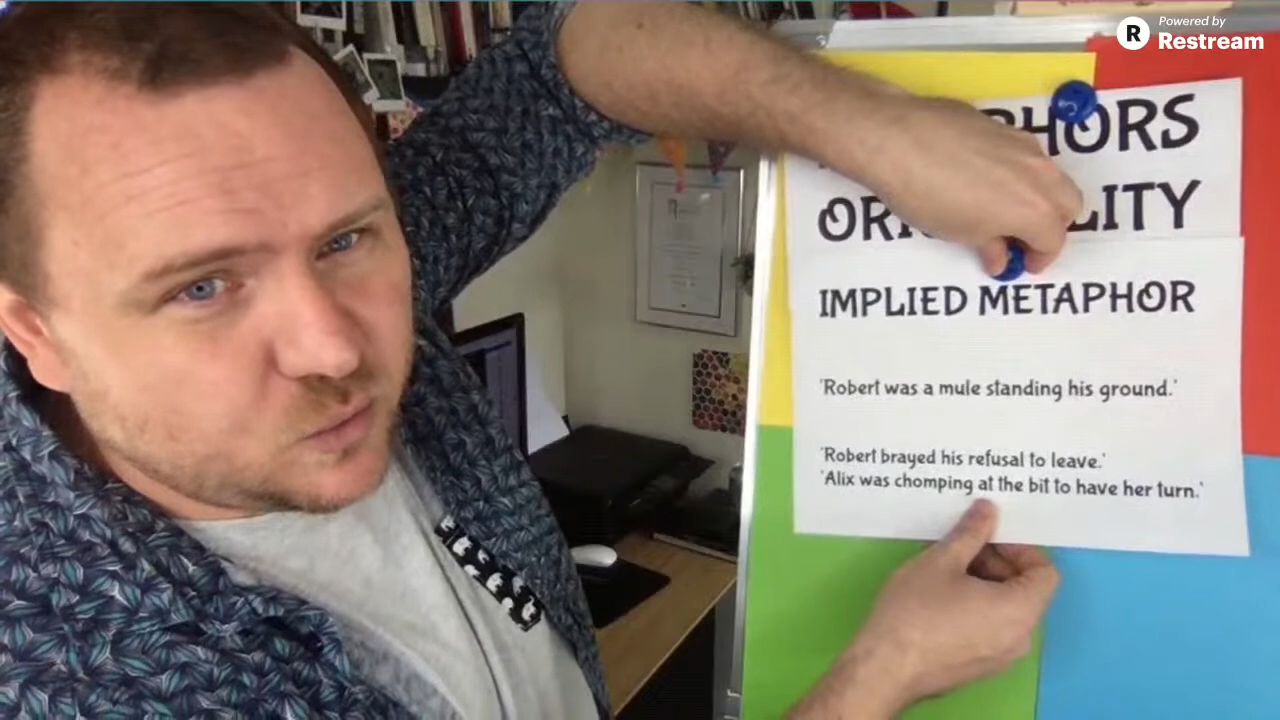 Powered by
R Restream
HORS
ORI LITY
IMPLIED METAPHOR
'Robert was a mule standing his ground.'
'Robert brayed his refusal to leave.'
'Alix was chomping at the bit to have her turn.'